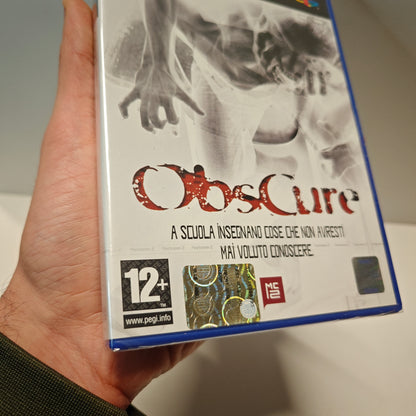 ObsCure
A SCUOLA INSEGNANO COSE CHE NON AVRESTI
MAI VOLUTO CONOSCERE
12+
www.pegi.info
MC2